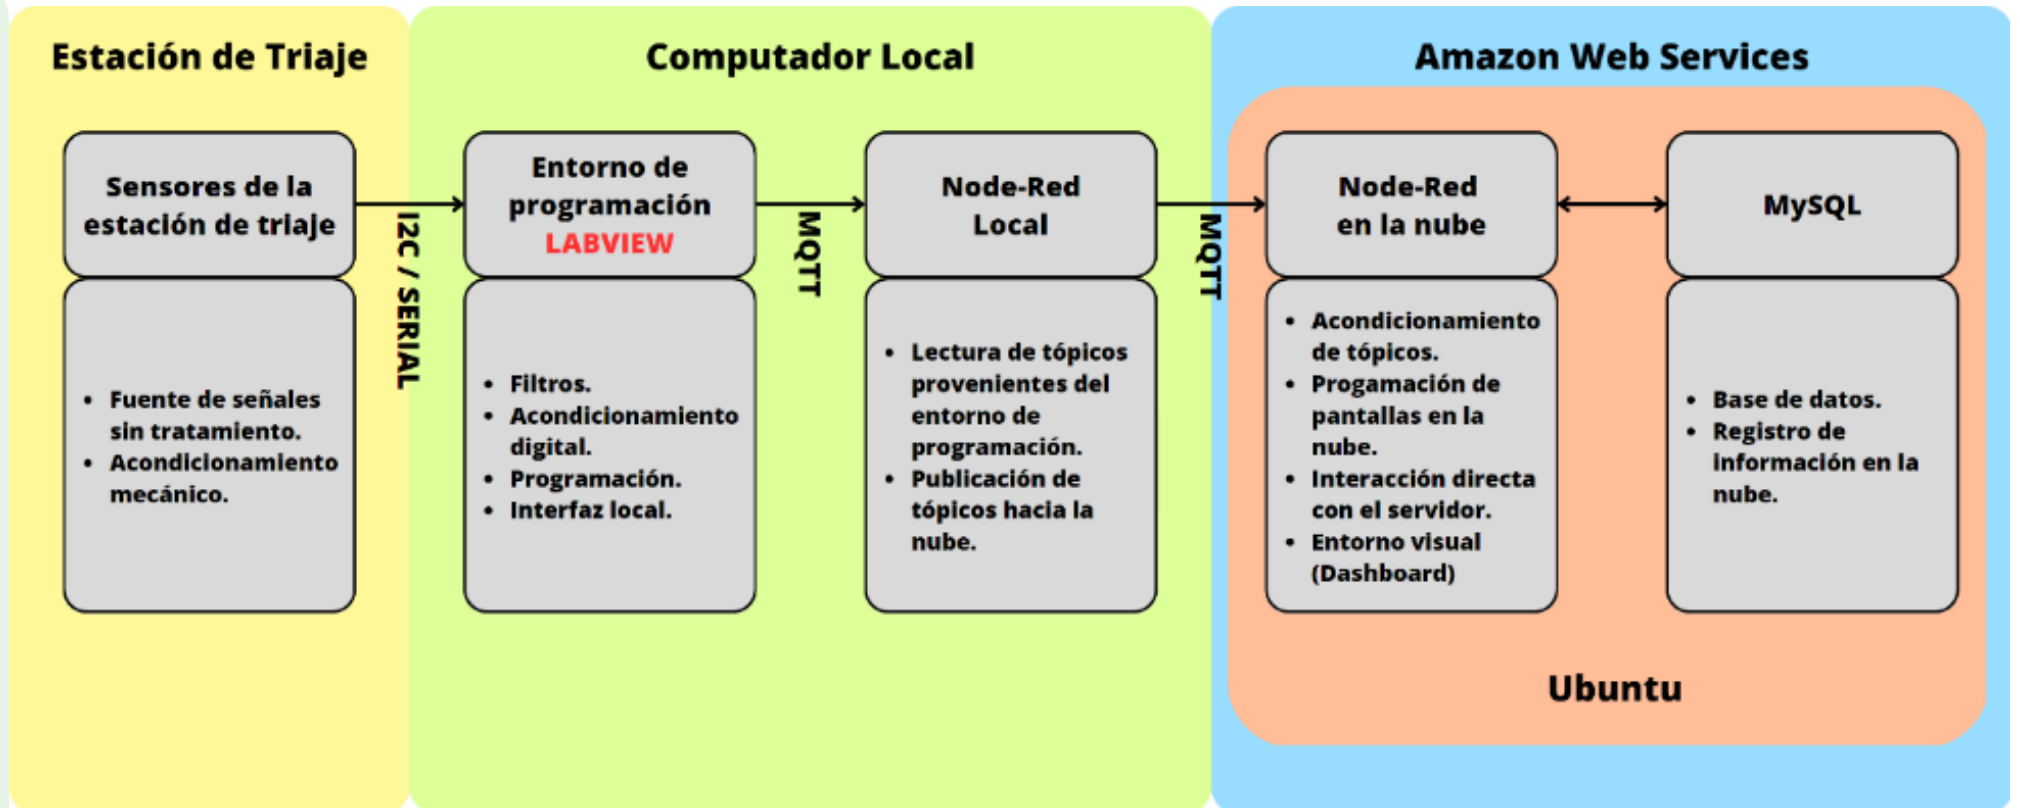 Estación de Triaje
Sensores de la
estación de triaje
• Fuente de señales
sin tratamiento.
• Acondicionamiento
mecánico.
I2C / SERIAL
Computador Local
Entorno de
programación
LABVIEW
• Filtros.
• Acondicionamiento
digital.
• Programación.
• Interfaz local.
MQTT
Node-Red
Local
• Lectura de tópicos
provenientes del
entorno de
programación.
• Publicación de
tópicos hacia la
nube.
MQTT
Amazon Web Services
Node-Red
en la nube
• Acondicionamiento
de tópicos.
• Progamación de
pantallas en la
nube.
• Interacción directa
con el servidor.
• Entorno visual
(Dashboard)
MySQL
• Base de datos.
• Registro de
información en la
nube.
Ubuntu